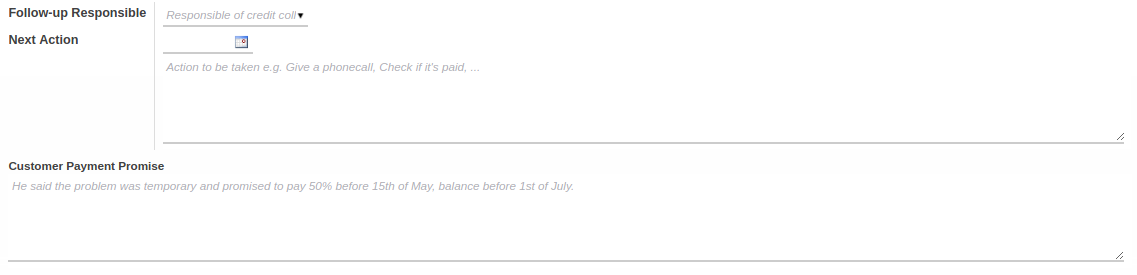 Follow-up Responsible
Responsible of credit coll
Next Action
Action to be taken e.g. Give a phonecall, Check if it's paid, ...
Customer Payment Promise
He said the problem was temporary and promised to pay 50% before 15th of May, balance before 1st of July.